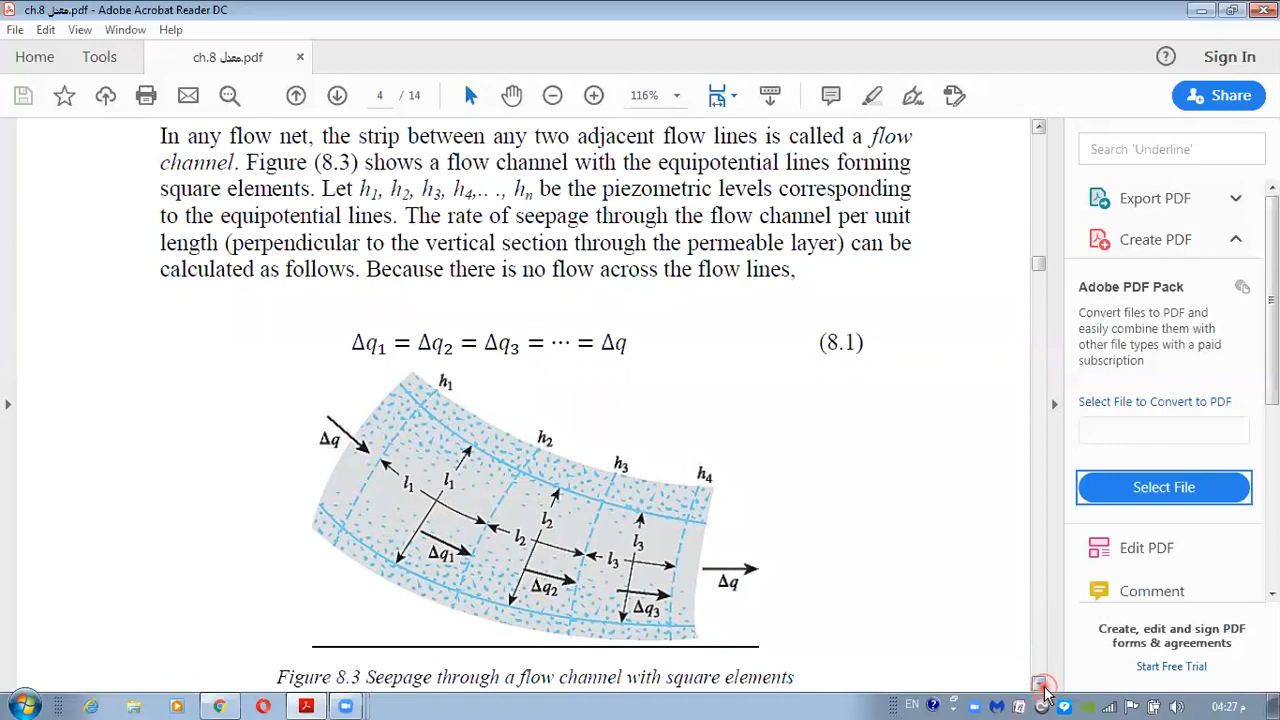 ch.8 معدل.pdf - Adobe Acrobat Reader DC
File Edit View Window Help
Home Tools ch.8 معدل.pdf × ? Sign In
4 / 14 116% Share
In any flow net, the strip between any two adjacent flow lines is called a flow
channel. Figure (8.3) shows a flow channel with the equipotential lines forming
square elements. Let h1, h2, h3, h4,.. ., hn be the piezometric levels corresponding
to the equipotential lines. The rate of seepage through the flow channel per unit
length (perpendicular to the vertical section through the permeable layer) can be
calculated as follows. Because there is no flow across the flow lines,
Δq₁ = Δq₂ = Δq₃ = ⋯ = Δq (8.1)
h1
h2
h3
h4
Δq
l1 l1
l2 l2
l3 l3
Δq1
Δq2
Δq3
Δq
Figure 8.3 Seepage through a flow channel with square elements
Search 'Underline'
Export PDF
Create PDF
Adobe PDF Pack
Convert files to PDF and
easily combine them with
other file types with a paid
subscription
Select File to Convert to PDF
Select File
Edit PDF
Comment
Create, edit and sign PDF
forms & agreements
Start Free Trial
EN 04:27 م